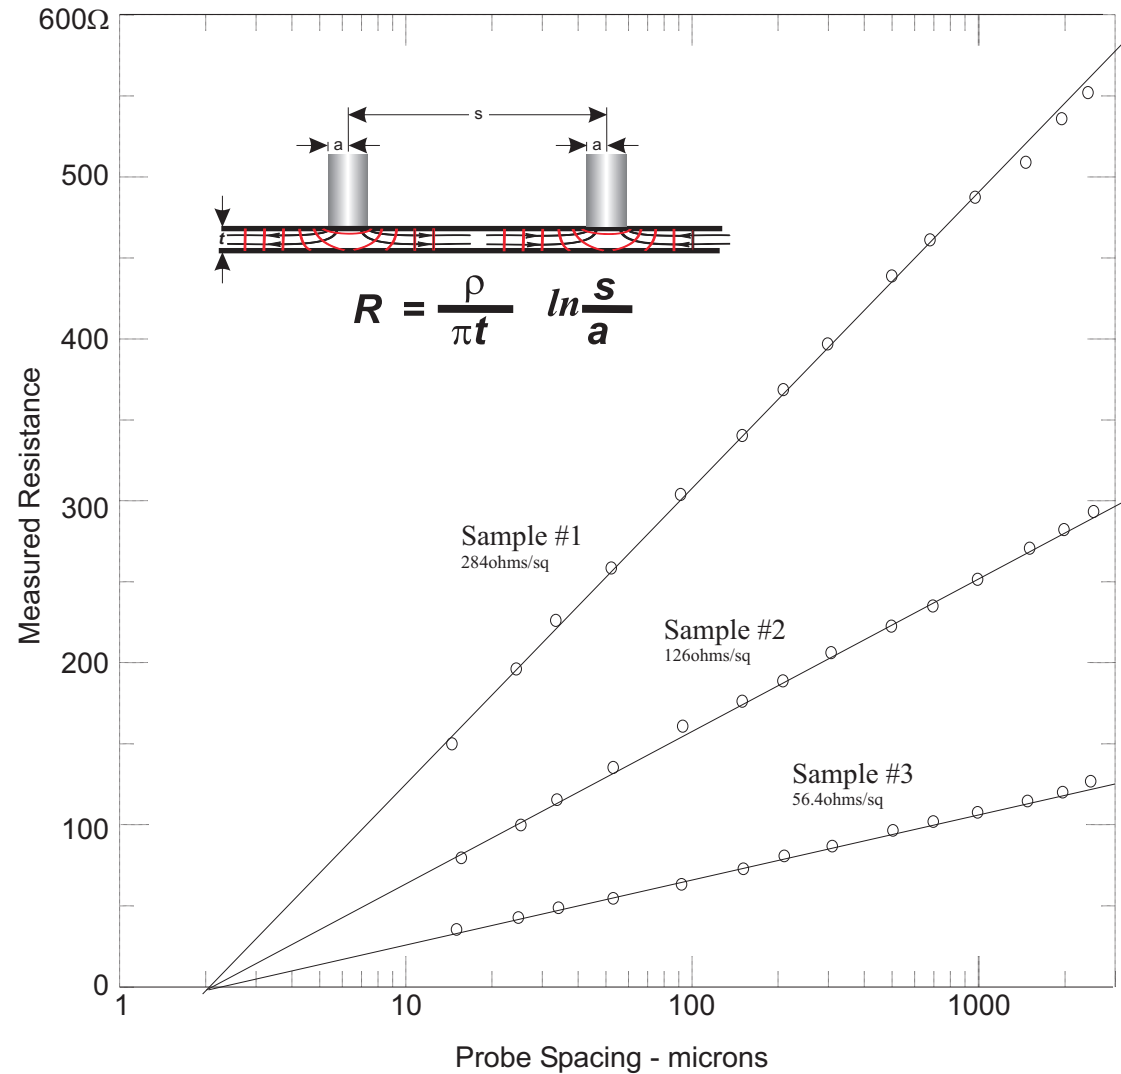 600Ω
500
400
300
200
100
0
Measured Resistance
s
a
a
t
R = ρ/πt ln s/a
Sample #1
284ohms/sq
Sample #2
126ohms/sq
Sample #3
56.4ohms/sq
1
10
100
1000
Probe Spacing - microns